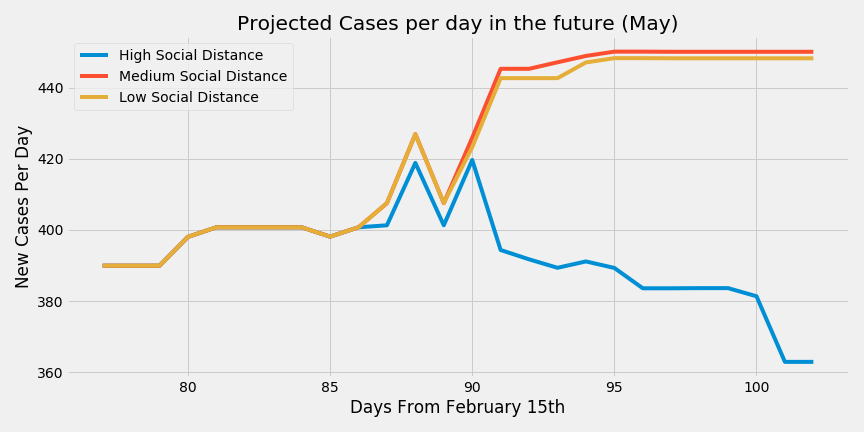 Projected Cases per day in the future (May)
High Social Distance
Medium Social Distance
Low Social Distance
New Cases Per Day
440
420
400
380
360
80
85
90
95
100
Days From February 15th